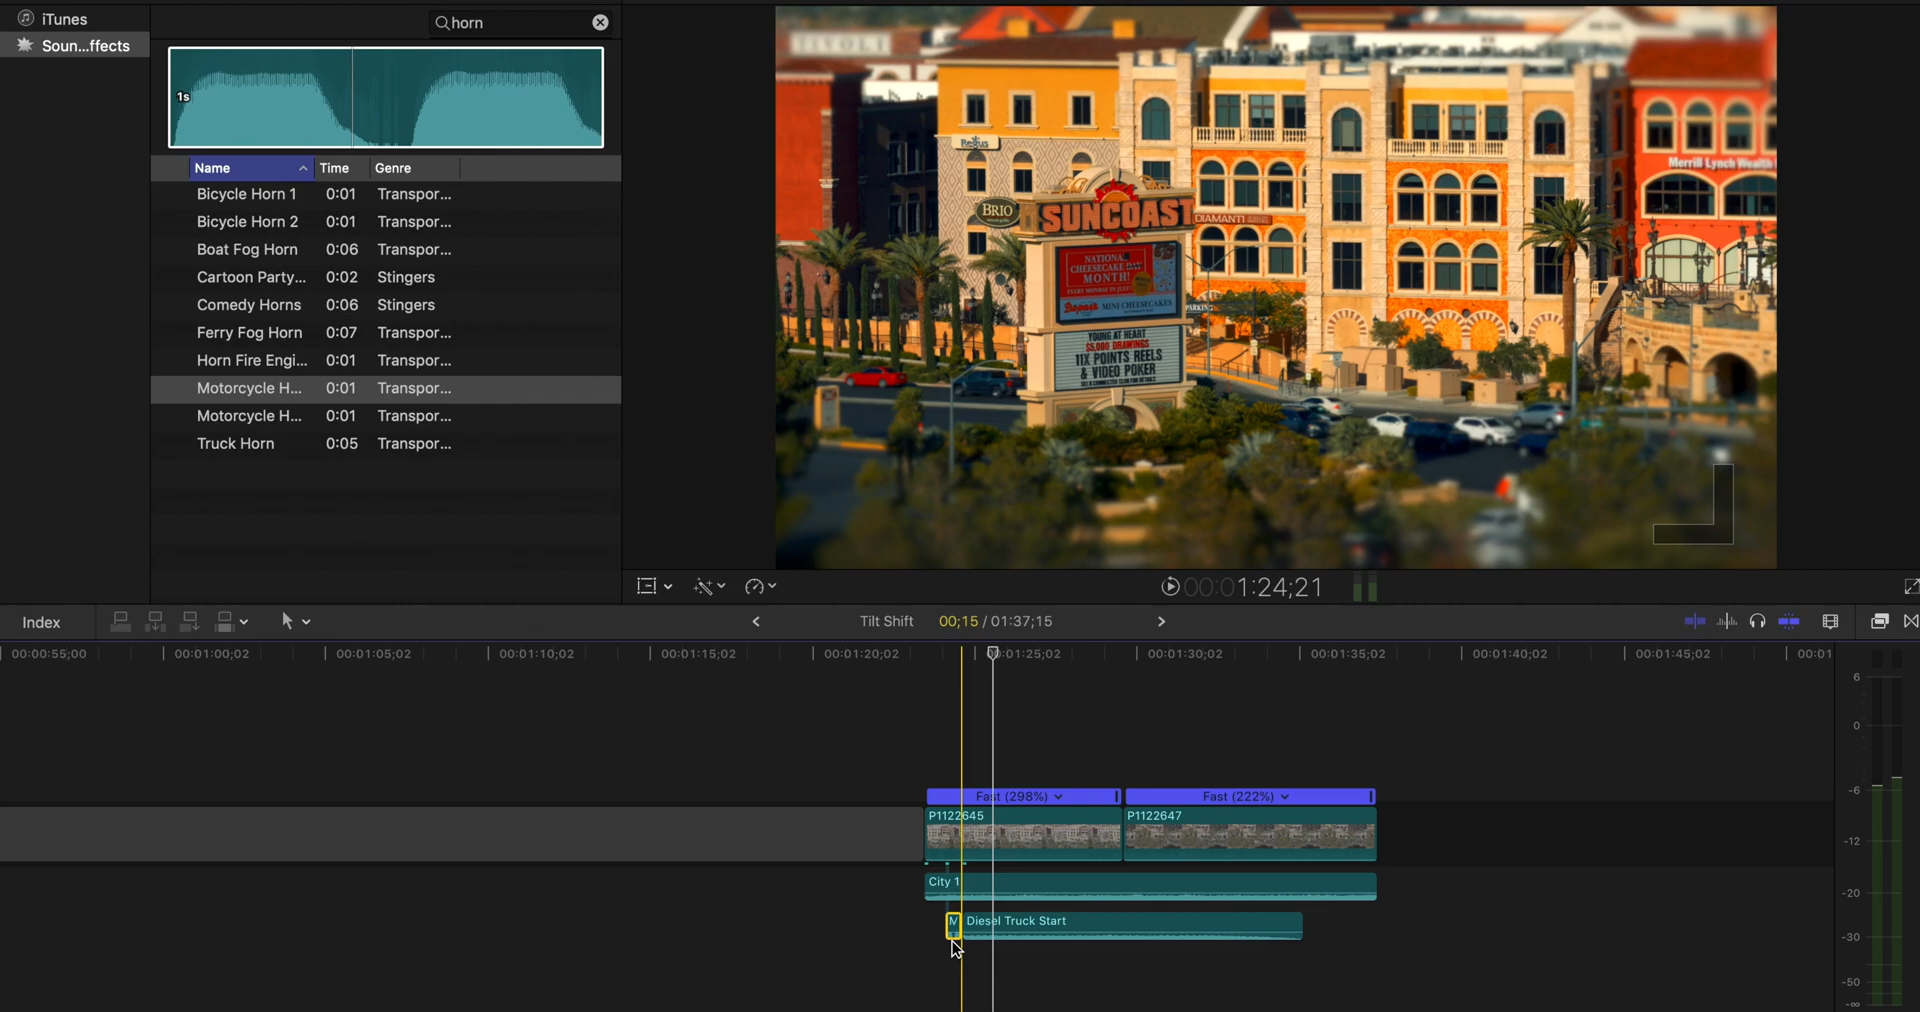 iTunes
Soun...ffects
horn
1s
Name Time Genre
Bicycle Horn 1 0:01 Transpor...
Bicycle Horn 2 0:01 Transpor...
Boat Fog Horn 0:06 Transpor...
Cartoon Party... 0:02 Stingers
Comedy Horns 0:06 Stingers
Ferry Fog Horn 0:07 Transpor...
Horn Fire Engi... 0:01 Transpor...
Motorcycle H... 0:01 Transpor...
Motorcycle H... 0:01 Transpor...
Truck Horn 0:05 Transpor...
TIVOLI
Regus
Merrill Lynch Wealth
BRIO
SUNCOAST
DIAMANTI
NATIONAL
CHEESECAKE DAY
MONTH!
EVERY MONDAY IN JULY
MINI CHEESECAKES
PARKING
YOUNG AT HEART
$5,000 DRAWINGS
11X POINTS REELS
& VIDEO POKER
00:01:24;21
Index
Tilt Shift 00;15 / 01:37;15
00:00:55;00 00:01:00;02 00:01:05;02 00:01:10;02 00:01:15;02 00:01:20;02 00:01:25;02 00:01:30;02 00:01:35;02 00:01:40;02 00:01:45;02 00:01
Fast (298%) Fast (222%)
P1122645 P1122647
City 1
M Diesel Truck Start
6
0
-6
-12
-20
-30
-50
-∞